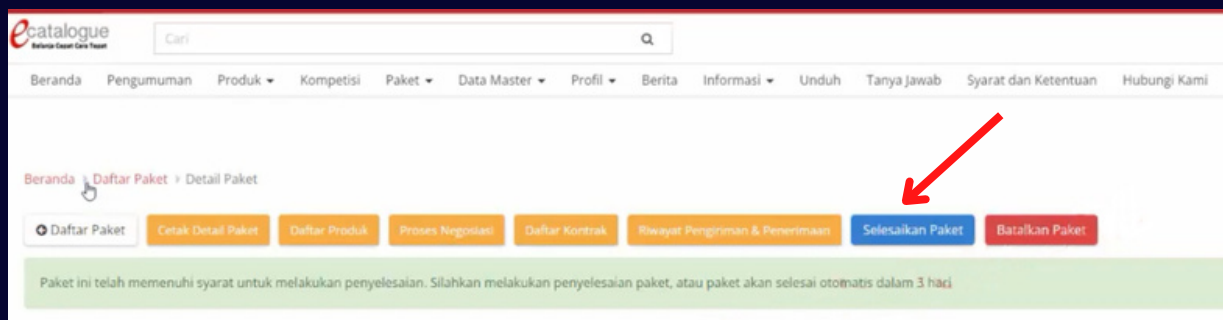 ecatalogue
Belanja Cepat Cara Tepat
Cari
Beranda Pengumuman Produk Kompetisi Paket Data Master Profil Berita Informasi Unduh Tanya Jawab Syarat dan Ketentuan Hubungi Kami
Beranda Daftar Paket Detail Paket
Daftar Paket Cetak Detail Paket Daftar Produk Proses Negosiasi Daftar Kontrak Riwayat Pengiriman & Penerimaan Selesaikan Paket Batalkan Paket
Paket ini telah memenuhi syarat untuk melakukan penyelesaian. Silahkan melakukan penyelesaian paket, atau paket akan selesai otomatis dalam 3 hari